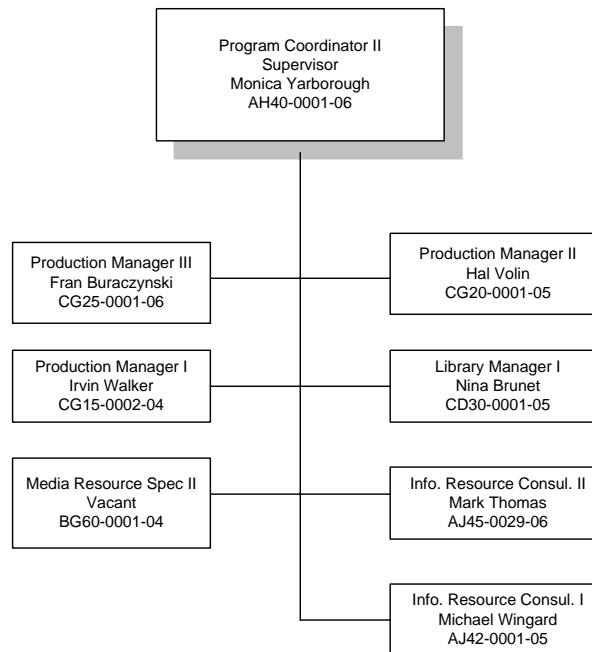 Program Coordinator II
Supervisor
Monica Yarborough
AH40-0001-06
Production Manager III
Fran Buraczynski
CG25-0001-06
Production Manager II
Hal Volin
CG20-0001-05
Production Manager I
Irvin Walker
CG15-0002-04
Library Manager I
Nina Brunet
CD30-0001-05
Media Resource Spec II
Vacant
BG60-0001-04
Info. Resource Consul. II
Mark Thomas
AJ45-0029-06
Info. Resource Consul. I
Michael Wingard
AJ42-0001-05